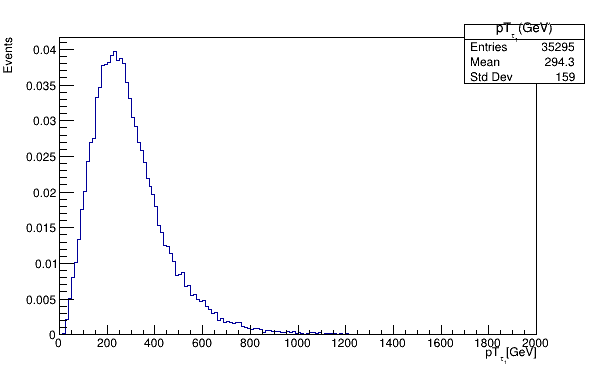 pT_τ₁(GeV)
Entries 35295
Mean 294.3
Std Dev 159
Events
0.04
0.035
0.03
0.025
0.02
0.015
0.01
0.005
0
0 200 400 600 800 1000 1200 1400 1600 1800 2000
pT_τ₁[GeV]